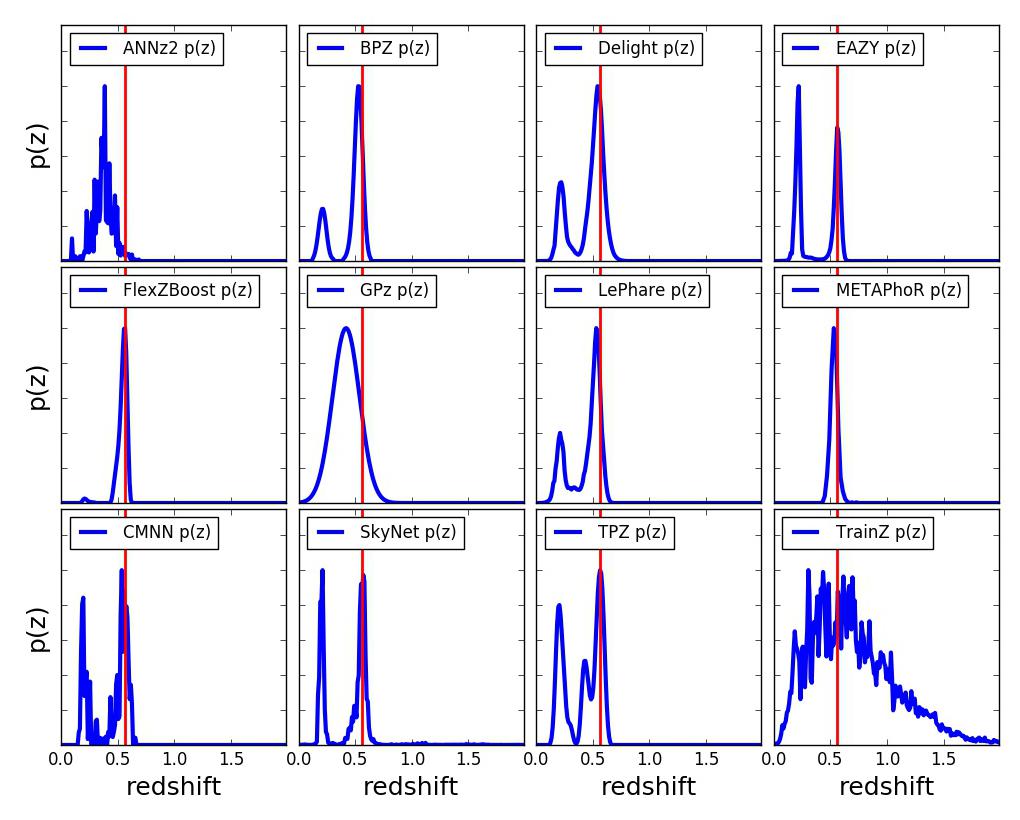 ANNz2 p(z)
BPZ p(z)
Delight p(z)
EAZY p(z)
p(z)
FlexZBoost p(z)
GPz p(z)
LePhare p(z)
METAPhoR p(z)
p(z)
CMNN p(z)
SkyNet p(z)
TPZ p(z)
TrainZ p(z)
p(z)
0.0 0.5 1.0 1.5
0.0 0.5 1.0 1.5
0.0 0.5 1.0 1.5
0.0 0.5 1.0 1.5
redshift
redshift
redshift
redshift